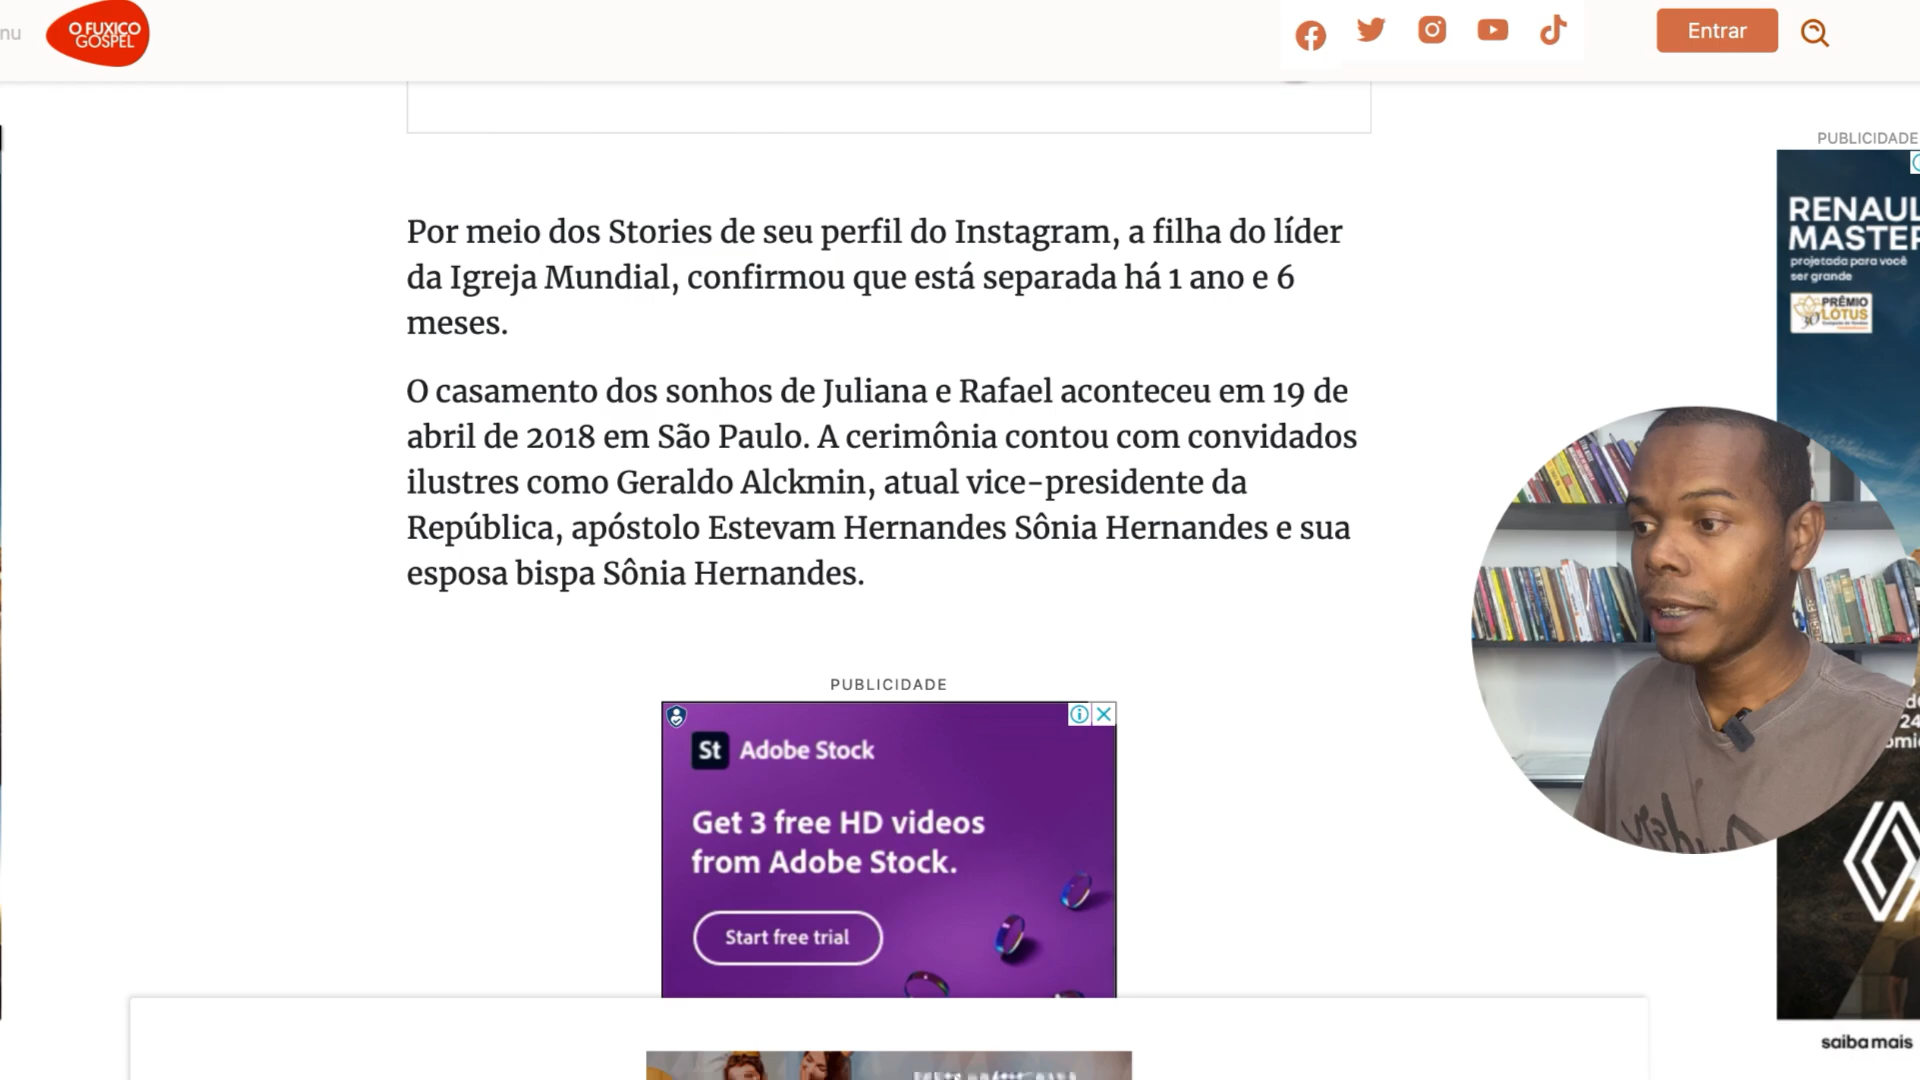 nu
O FUXICO
GOSPEL
Entrar
PUBLICIDADE
Por meio dos Stories de seu perfil do Instagram, a filha do líder
da Igreja Mundial, confirmou que está separada há 1 ano e 6
meses.
O casamento dos sonhos de Juliana e Rafael aconteceu em 19 de
abril de 2018 em São Paulo. A cerimônia contou com convidados
ilustres como Geraldo Alckmin, atual vice-presidente da
República, apóstolo Estevam Hernandes Sônia Hernandes e sua
esposa bispa Sônia Hernandes.
PUBLICIDADE
St Adobe Stock
Get 3 free HD videos
from Adobe Stock.
Start free trial
RENAUL
MASTER
projetada para você
ser grande
PRÊMIO
LÓTUS
30
24
saiba mais